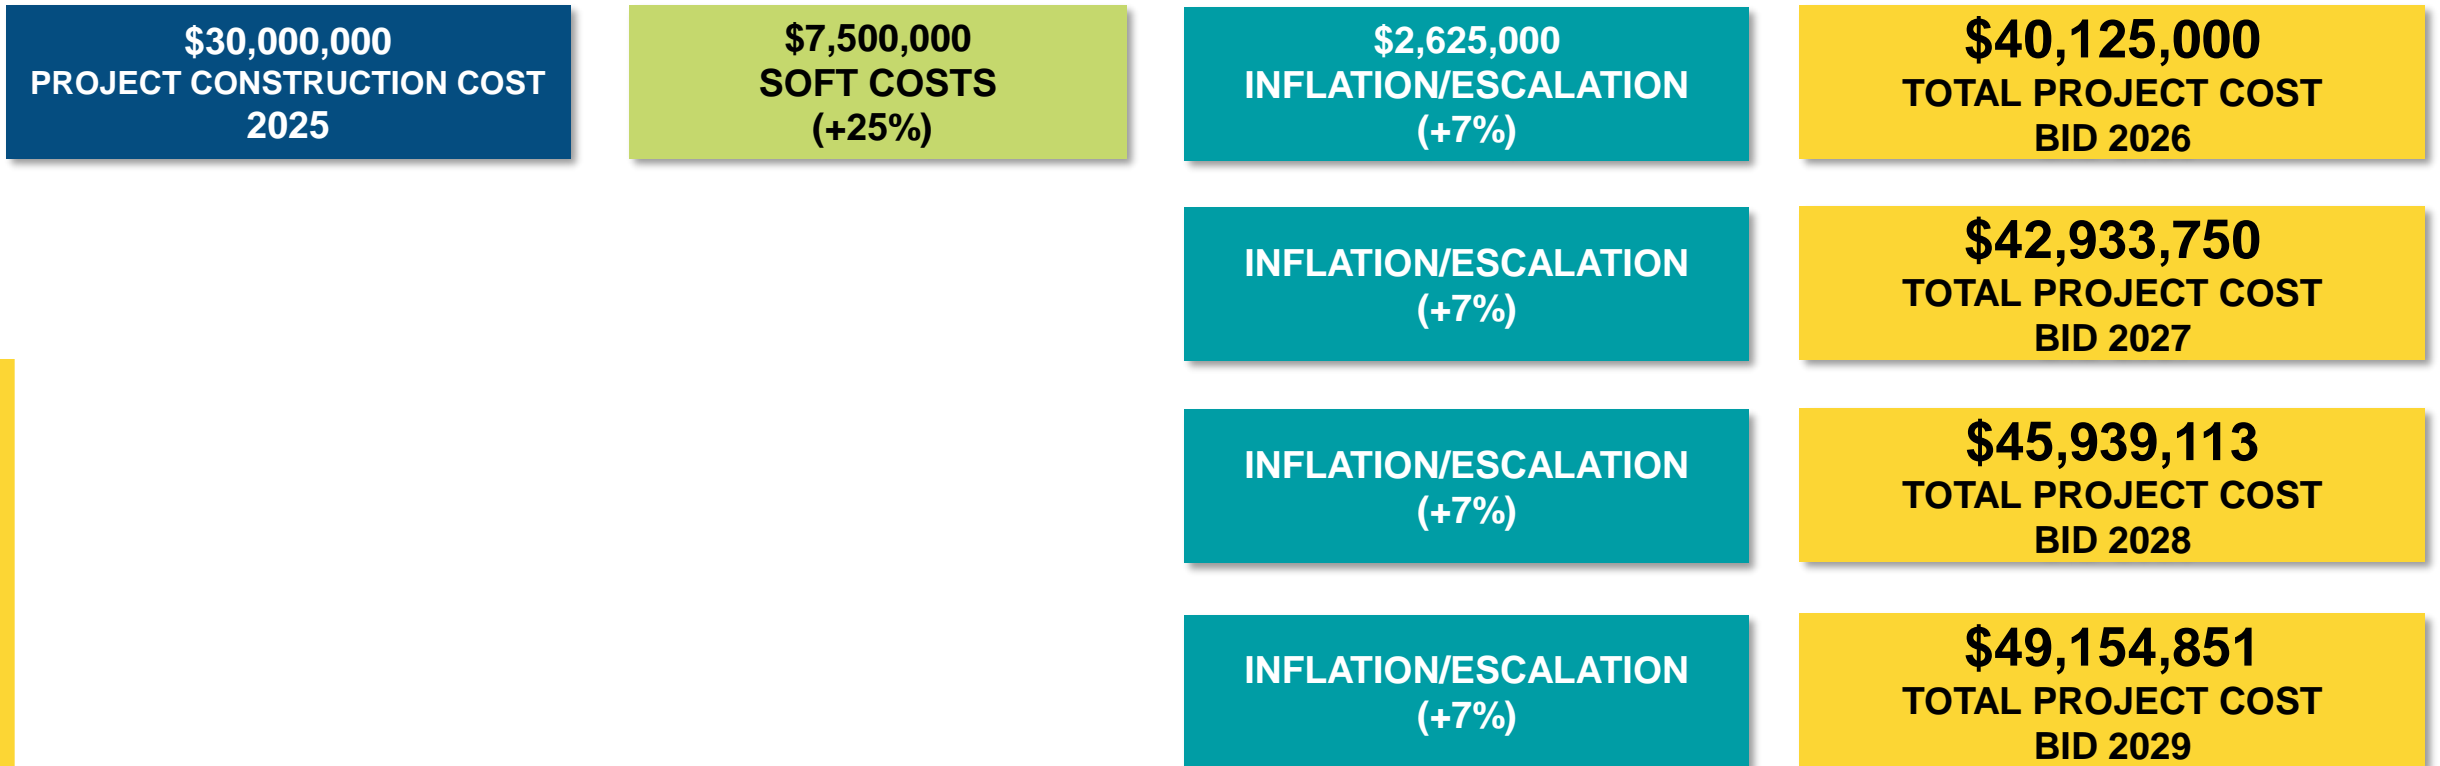 $30,000,000
PROJECT CONSTRUCTION COST
2025
$7,500,000
SOFT COSTS
(+25%)
$2,625,000
INFLATION/ESCALATION
(+7%)
$40,125,000
TOTAL PROJECT COST
BID 2026
INFLATION/ESCALATION
(+7%)
$42,933,750
TOTAL PROJECT COST
BID 2027
INFLATION/ESCALATION
(+7%)
$45,939,113
TOTAL PROJECT COST
BID 2028
INFLATION/ESCALATION
(+7%)
$49,154,851
TOTAL PROJECT COST
BID 2029